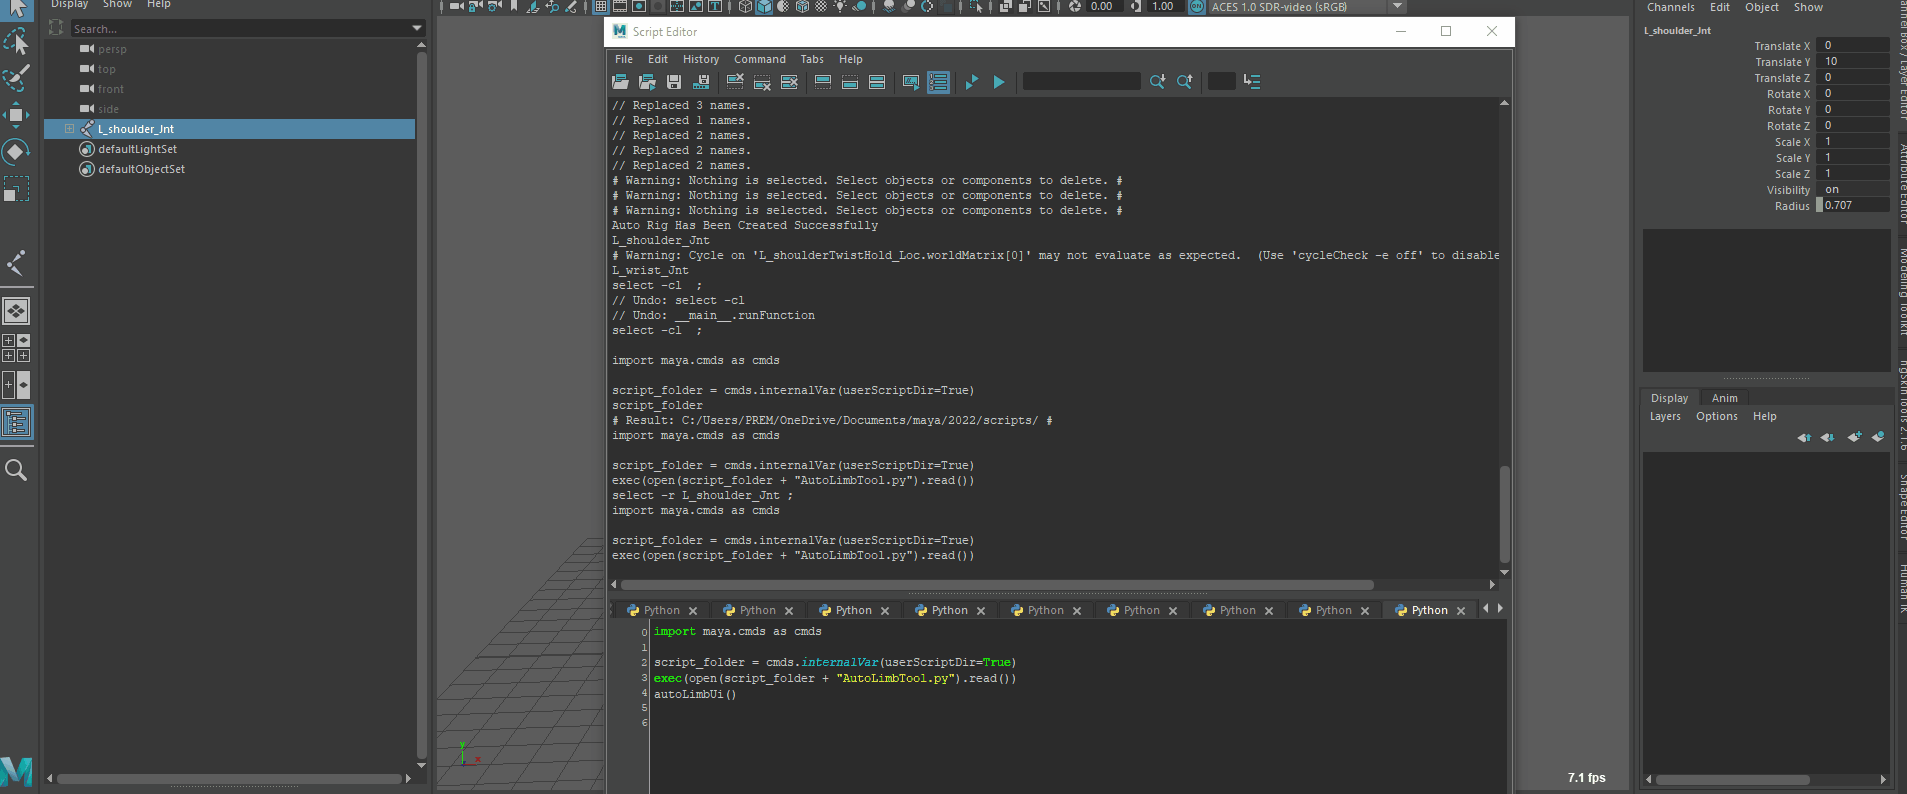 Display Show Help
0.00 1.00 ON ACES 1.0 SDR-video (sRGB)
Search...
persp
top
front
side
L_shoulder_Jnt
defaultLightSet
defaultObjectSet
Script Editor
File Edit History Command Tabs Help
// Replaced 3 names.
// Replaced 1 names.
// Replaced 2 names.
// Replaced 2 names.
// Replaced 2 names.
# Warning: Nothing is selected. Select objects or components to delete. #
# Warning: Nothing is selected. Select objects or components to delete. #
# Warning: Nothing is selected. Select objects or components to delete. #
Auto Rig Has Been Created Successfully
L_shoulder_Jnt
# Warning: Cycle on 'L_shoulderTwistHold_Loc.worldMatrix[0]' may not evaluate as expected.  (Use 'cycleCheck -e off' to disable
L_wrist_Jnt
select -cl  ;
// Undo: select -cl
// Undo: __main__.runFunction
select -cl  ;
import maya.cmds as cmds
script_folder = cmds.internalVar(userScriptDir=True)
script_folder
# Result: C:/Users/PREM/OneDrive/Documents/maya/2022/scripts/ #
import maya.cmds as cmds
script_folder = cmds.internalVar(userScriptDir=True)
exec(open(script_folder + "AutoLimbTool.py").read())
select -r L_shoulder_Jnt ;
import maya.cmds as cmds
script_folder = cmds.internalVar(userScriptDir=True)
exec(open(script_folder + "AutoLimbTool.py").read())
Python Python Python Python Python Python Python Python Python
0 import maya.cmds as cmds
1
2 script_folder = cmds.internalVar(userScriptDir=True)
3 exec(open(script_folder + "AutoLimbTool.py").read())
4 autoLimbUi()
5
6
y
x
7.1 fps
Channels Edit Object Show
L_shoulder_Jnt
Translate X 0
Translate Y 10
Translate Z 0
Rotate X 0
Rotate Y 0
Rotate Z 0
Scale X 1
Scale Y 1
Scale Z 1
Visibility on
Radius 0.707
Display Anim
Layers Options Help
Attribute Editor
Modeling Toolkit
ngSkinTools 2.1.6
Shape Editor
Human IK